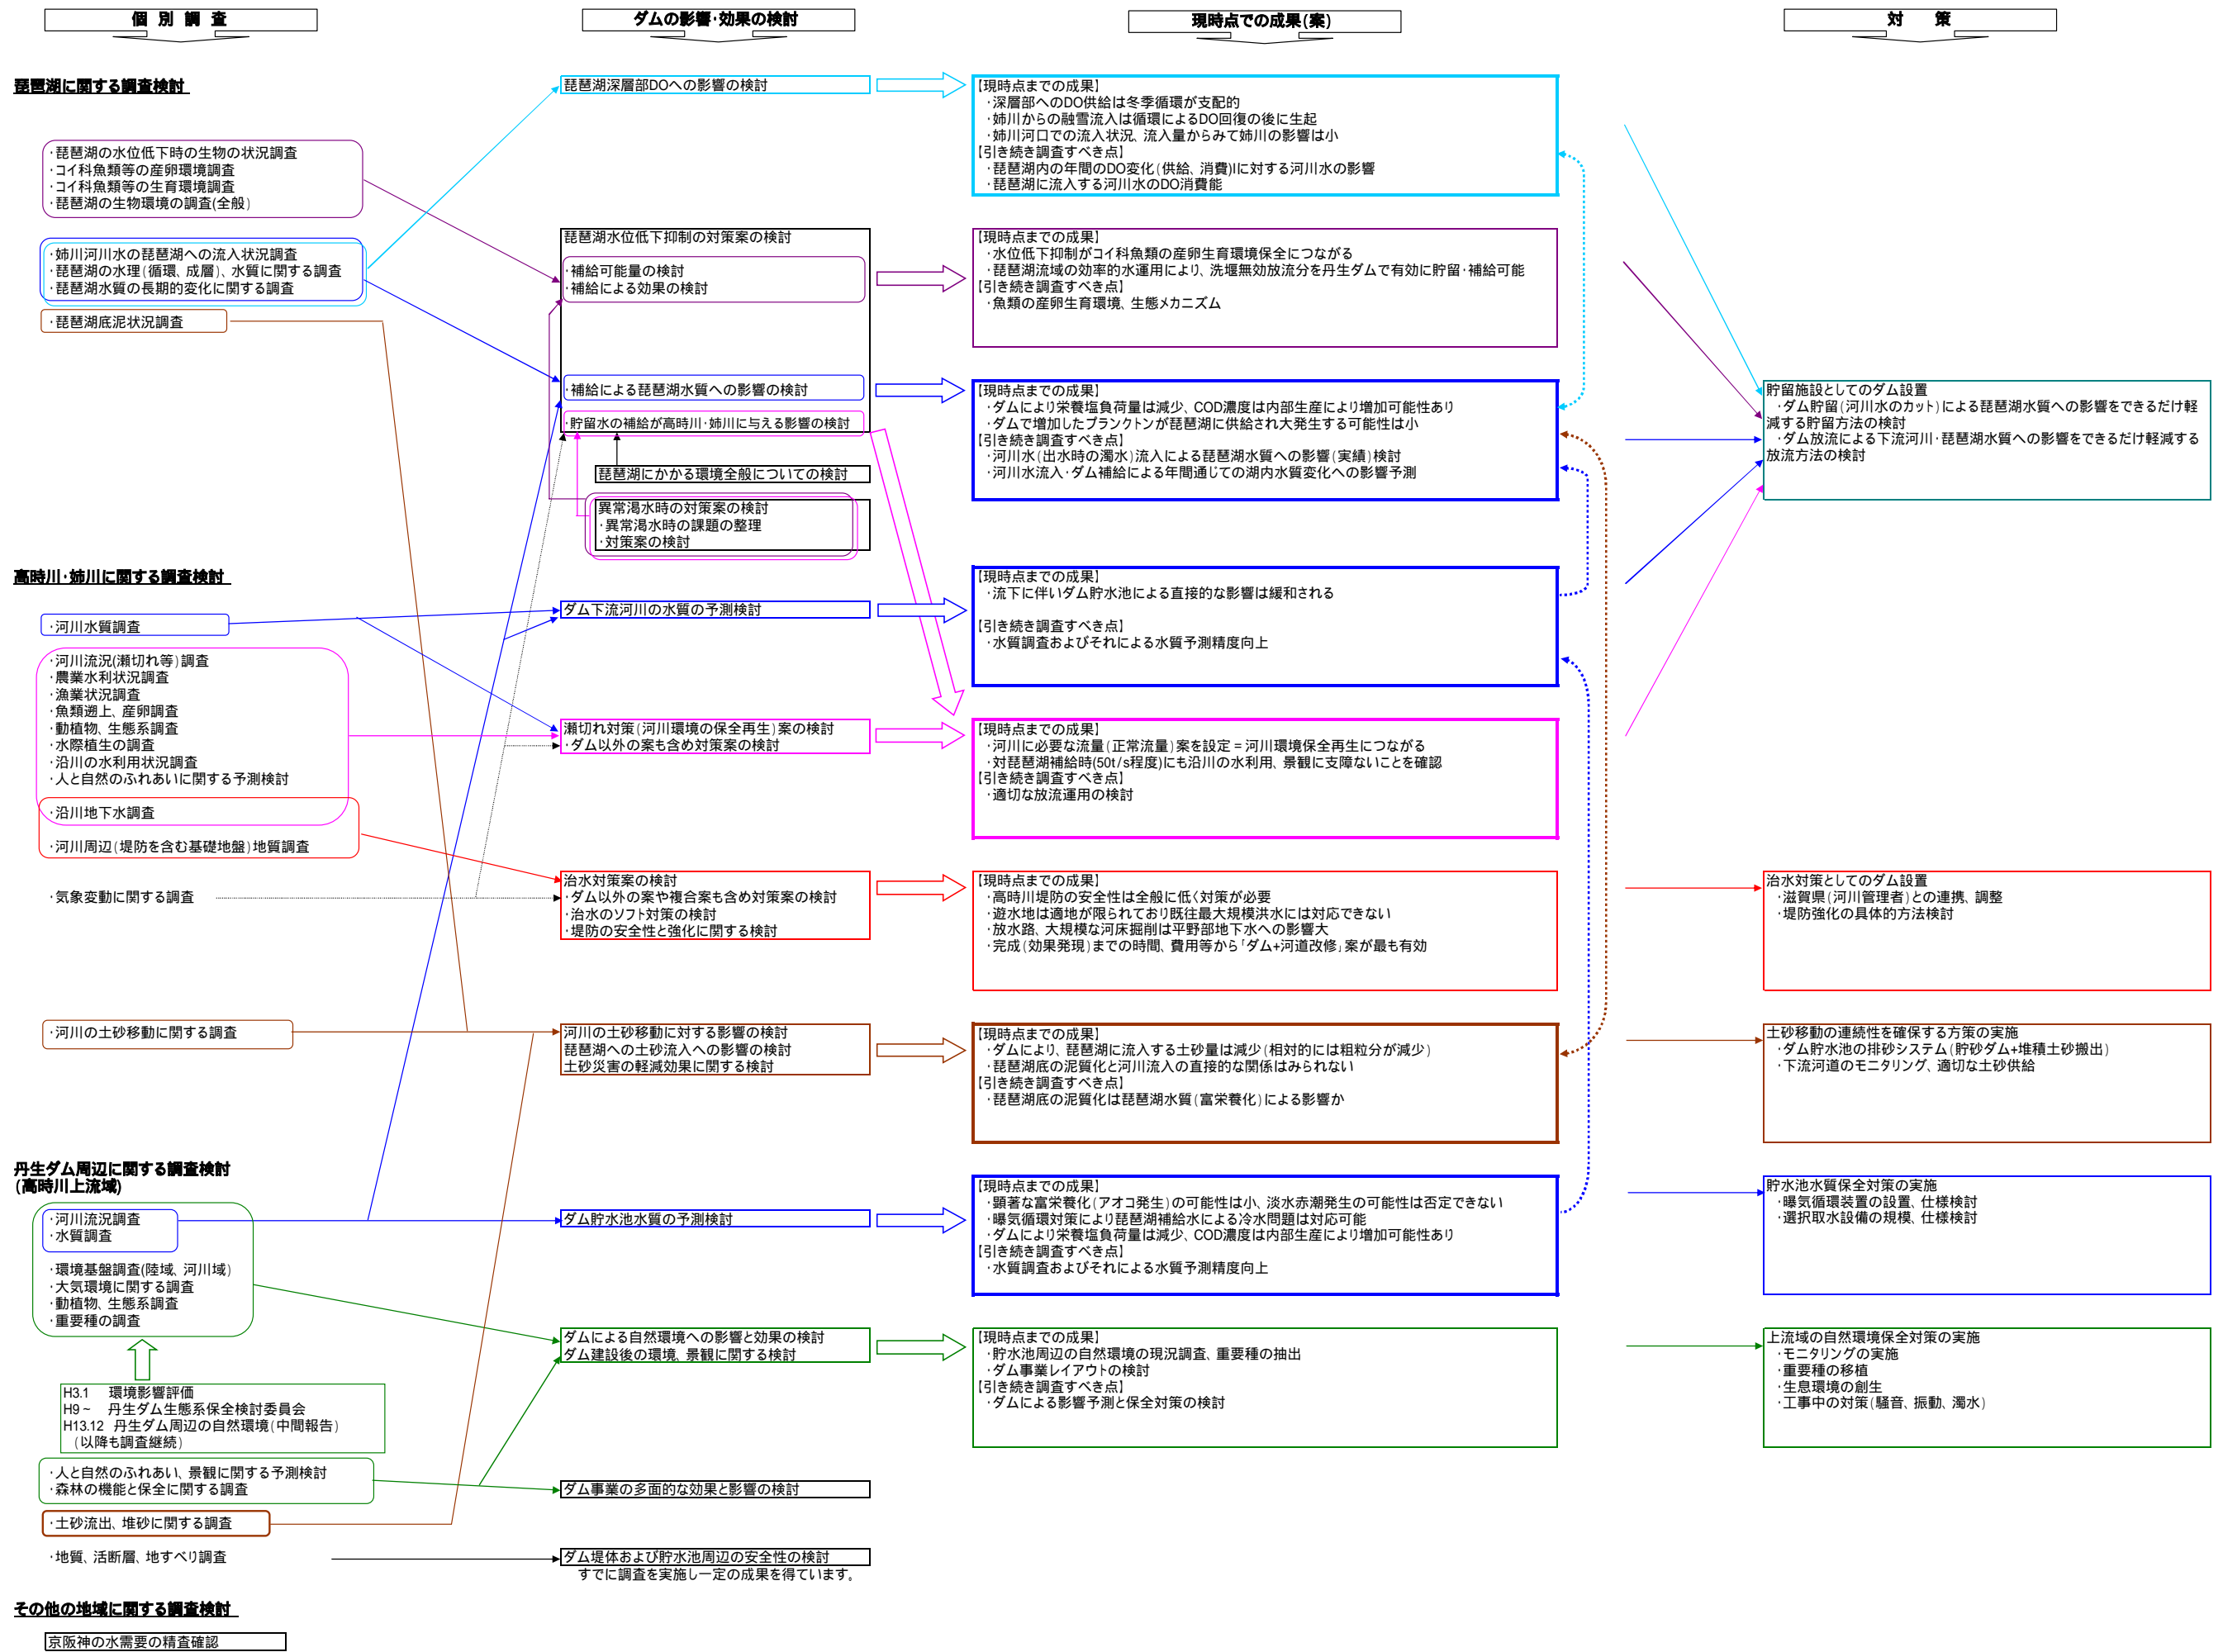 個 別 調 査
ダムの影響・効果の検討
現時点での成果(案)
対 策
琵琶湖に関する調査検討
・琵琶湖の水位低下時の生物の状況調査
・コイ科魚類等の産卵環境調査
・コイ科魚類等の生育環境調査
・琵琶湖の生物環境の調査(全般)
・姉川河川水の琵琶湖への流入状況調査
・琵琶湖の水理(循環、成層)、水質に関する調査
・琵琶湖水質の長期的変化に関する調査
・琵琶湖底泥状況調査
高時川・姉川に関する調査検討
・河川水質調査
・河川流況(瀬切れ等)調査
・農業水利状況調査
・漁業状況調査
・魚類遡上、産卵調査
・動植物、生態系調査
・水際植生の調査
・沿川の水利用状況調査
・人と自然のふれあいに関する予測検討
・沿川地下水調査
・河川周辺(堤防を含む基礎地盤)地質調査
・気象変動に関する調査
・河川の土砂移動に関する調査
丹生ダム周辺に関する調査検討
(高時川上流域)
・河川流況調査
・水質調査
・環境基盤調査(陸域、河川域)
・大気環境に関する調査
・動植物、生態系調査
・重要種の調査
H3.1 環境影響評価
H9~ 丹生ダム生態系保全検討委員会
H13.12 丹生ダム周辺の自然環境(中間報告)
(以降も調査継続)
・人と自然のふれあい、景観に関する予測検討
・森林の機能と保全に関する調査
・土砂流出、堆砂に関する調査
・地質、活断層、地すべり調査
その他の地域に関する調査検討
京阪神の水需要の精査確認
琵琶湖深層部DOへの影響の検討
琵琶湖水位低下抑制の対策案の検討
・補給可能量の検討
・補給による効果の検討
・補給による琵琶湖水質への影響の検討
・貯留水の補給が高時川・姉川に与える影響の検討
琵琶湖にかかる環境全般についての検討
異常渇水時の対策案の検討
・異常渇水時の課題の整理
・対策案の検討
ダム下流河川の水質の予測検討
瀬切れ対策(河川環境の保全再生)案の検討
・ダム以外の案も含め対策案の検討
治水対策案の検討
・ダム以外の案や複合案も含め対策案の検討
・治水のソフト対策の検討
・堤防の安全性と強化に関する検討
河川の土砂移動に対する影響の検討
琵琶湖への土砂流入への影響の検討
土砂災害の軽減効果に関する検討
ダム貯水池水質の予測検討
ダムによる自然環境への影響と効果の検討
ダム建設後の環境、景観に関する検討
ダム事業の多面的な効果と影響の検討
ダム堤体および貯水池周辺の安全性の検討
すでに調査を実施し一定の成果を得ています。
【現時点までの成果】
・深層部へのDO供給は冬季循環が支配的
・姉川からの融雪流入は循環によるDO回復の後に生起
・姉川河口での流入状況、流入量からみて姉川の影響は小
【引き続き調査すべき点】
・琵琶湖内の年間のDO変化(供給、消費)に対する河川水の影響
・琵琶湖に流入する河川水のDO消費能
【現時点までの成果】
・水位低下抑制がコイ科魚類の産卵生育環境保全につながる
・琵琶湖流域の効率的水運用により、洗堰無効放流分を丹生ダムで有効に貯留・補給可能
【引き続き調査すべき点】
・魚類の産卵生育環境、生態メカニズム
【現時点までの成果】
・ダムにより栄養塩負荷量は減少、COD濃度は内部生産により増加可能性あり
・ダムで増加したプランクトンが琵琶湖に供給され大発生する可能性は小
【引き続き調査すべき点】
・河川水(出水時の濁水)流入による琵琶湖水質への影響(実績)検討
・河川水流入・ダム補給による年間通じての湖内水質変化への影響予測
【現時点までの成果】
・流下に伴いダム貯水池による直接的な影響は緩和される
【引き続き調査すべき点】
・水質調査およびそれによる水質予測精度向上
【現時点までの成果】
・河川に必要な流量(正常流量)案を設定=河川環境保全再生につながる
・対琵琶湖補給時(50t/s程度)にも沿川の水利用、景観に支障ないことを確認
【引き続き調査すべき点】
・適切な放流運用の検討
【現時点までの成果】
・高時川堤防の安全性は全般に低く対策が必要
・遊水地は適地が限られており既往最大規模洪水には対応できない
・放水路、大規模な河床掘削は平野部地下水への影響大
・完成(効果発現)までの時間、費用等から「ダム+河道改修」案が最も有効
【現時点までの成果】
・ダムにより、琵琶湖に流入する土砂量は減少(相対的には粗粒分が減少)
・琵琶湖底の泥質化と河川流入の直接的な関係はみられない
【引き続き調査すべき点】
・琵琶湖底の泥質化は琵琶湖水質(富栄養化)による影響か
【現時点までの成果】
・顕著な富栄養化(アオコ発生)の可能性は小、淡水赤潮発生の可能性は否定できない
・曝気循環対策により琵琶湖補給水による冷水問題は対応可能
・ダムにより栄養塩負荷量は減少、COD濃度は内部生産により増加可能性あり
【引き続き調査すべき点】
・水質調査およびそれによる水質予測精度向上
【現時点までの成果】
・貯水池周辺の自然環境の現況調査、重要種の抽出
・ダム事業レイアウトの検討
【引き続き調査すべき点】
・ダムによる影響予測と保全対策の検討
貯留施設としてのダム設置
・ダム貯留(河川水のカット)による琵琶湖水質への影響をできるだけ軽
減する貯留方法の検討
・ダム放流による下流河川・琵琶湖水質への影響をできるだけ軽減する
放流方法の検討
治水対策としてのダム設置
・滋賀県(河川管理者)との連携、調整
・堤防強化の具体的方法検討
土砂移動の連続性を確保する方策の実施
・ダム貯水池の排砂システム(貯砂ダム+堆積土砂搬出)
・下流河道のモニタリング、適切な土砂供給
貯水池水質保全対策の実施
・曝気循環装置の設置、仕様検討
・選択取水設備の規模、仕様検討
上流域の自然環境保全対策の実施
・モニタリングの実施
・重要種の移植
・生息環境の創生
・工事中の対策(騒音、振動、濁水)